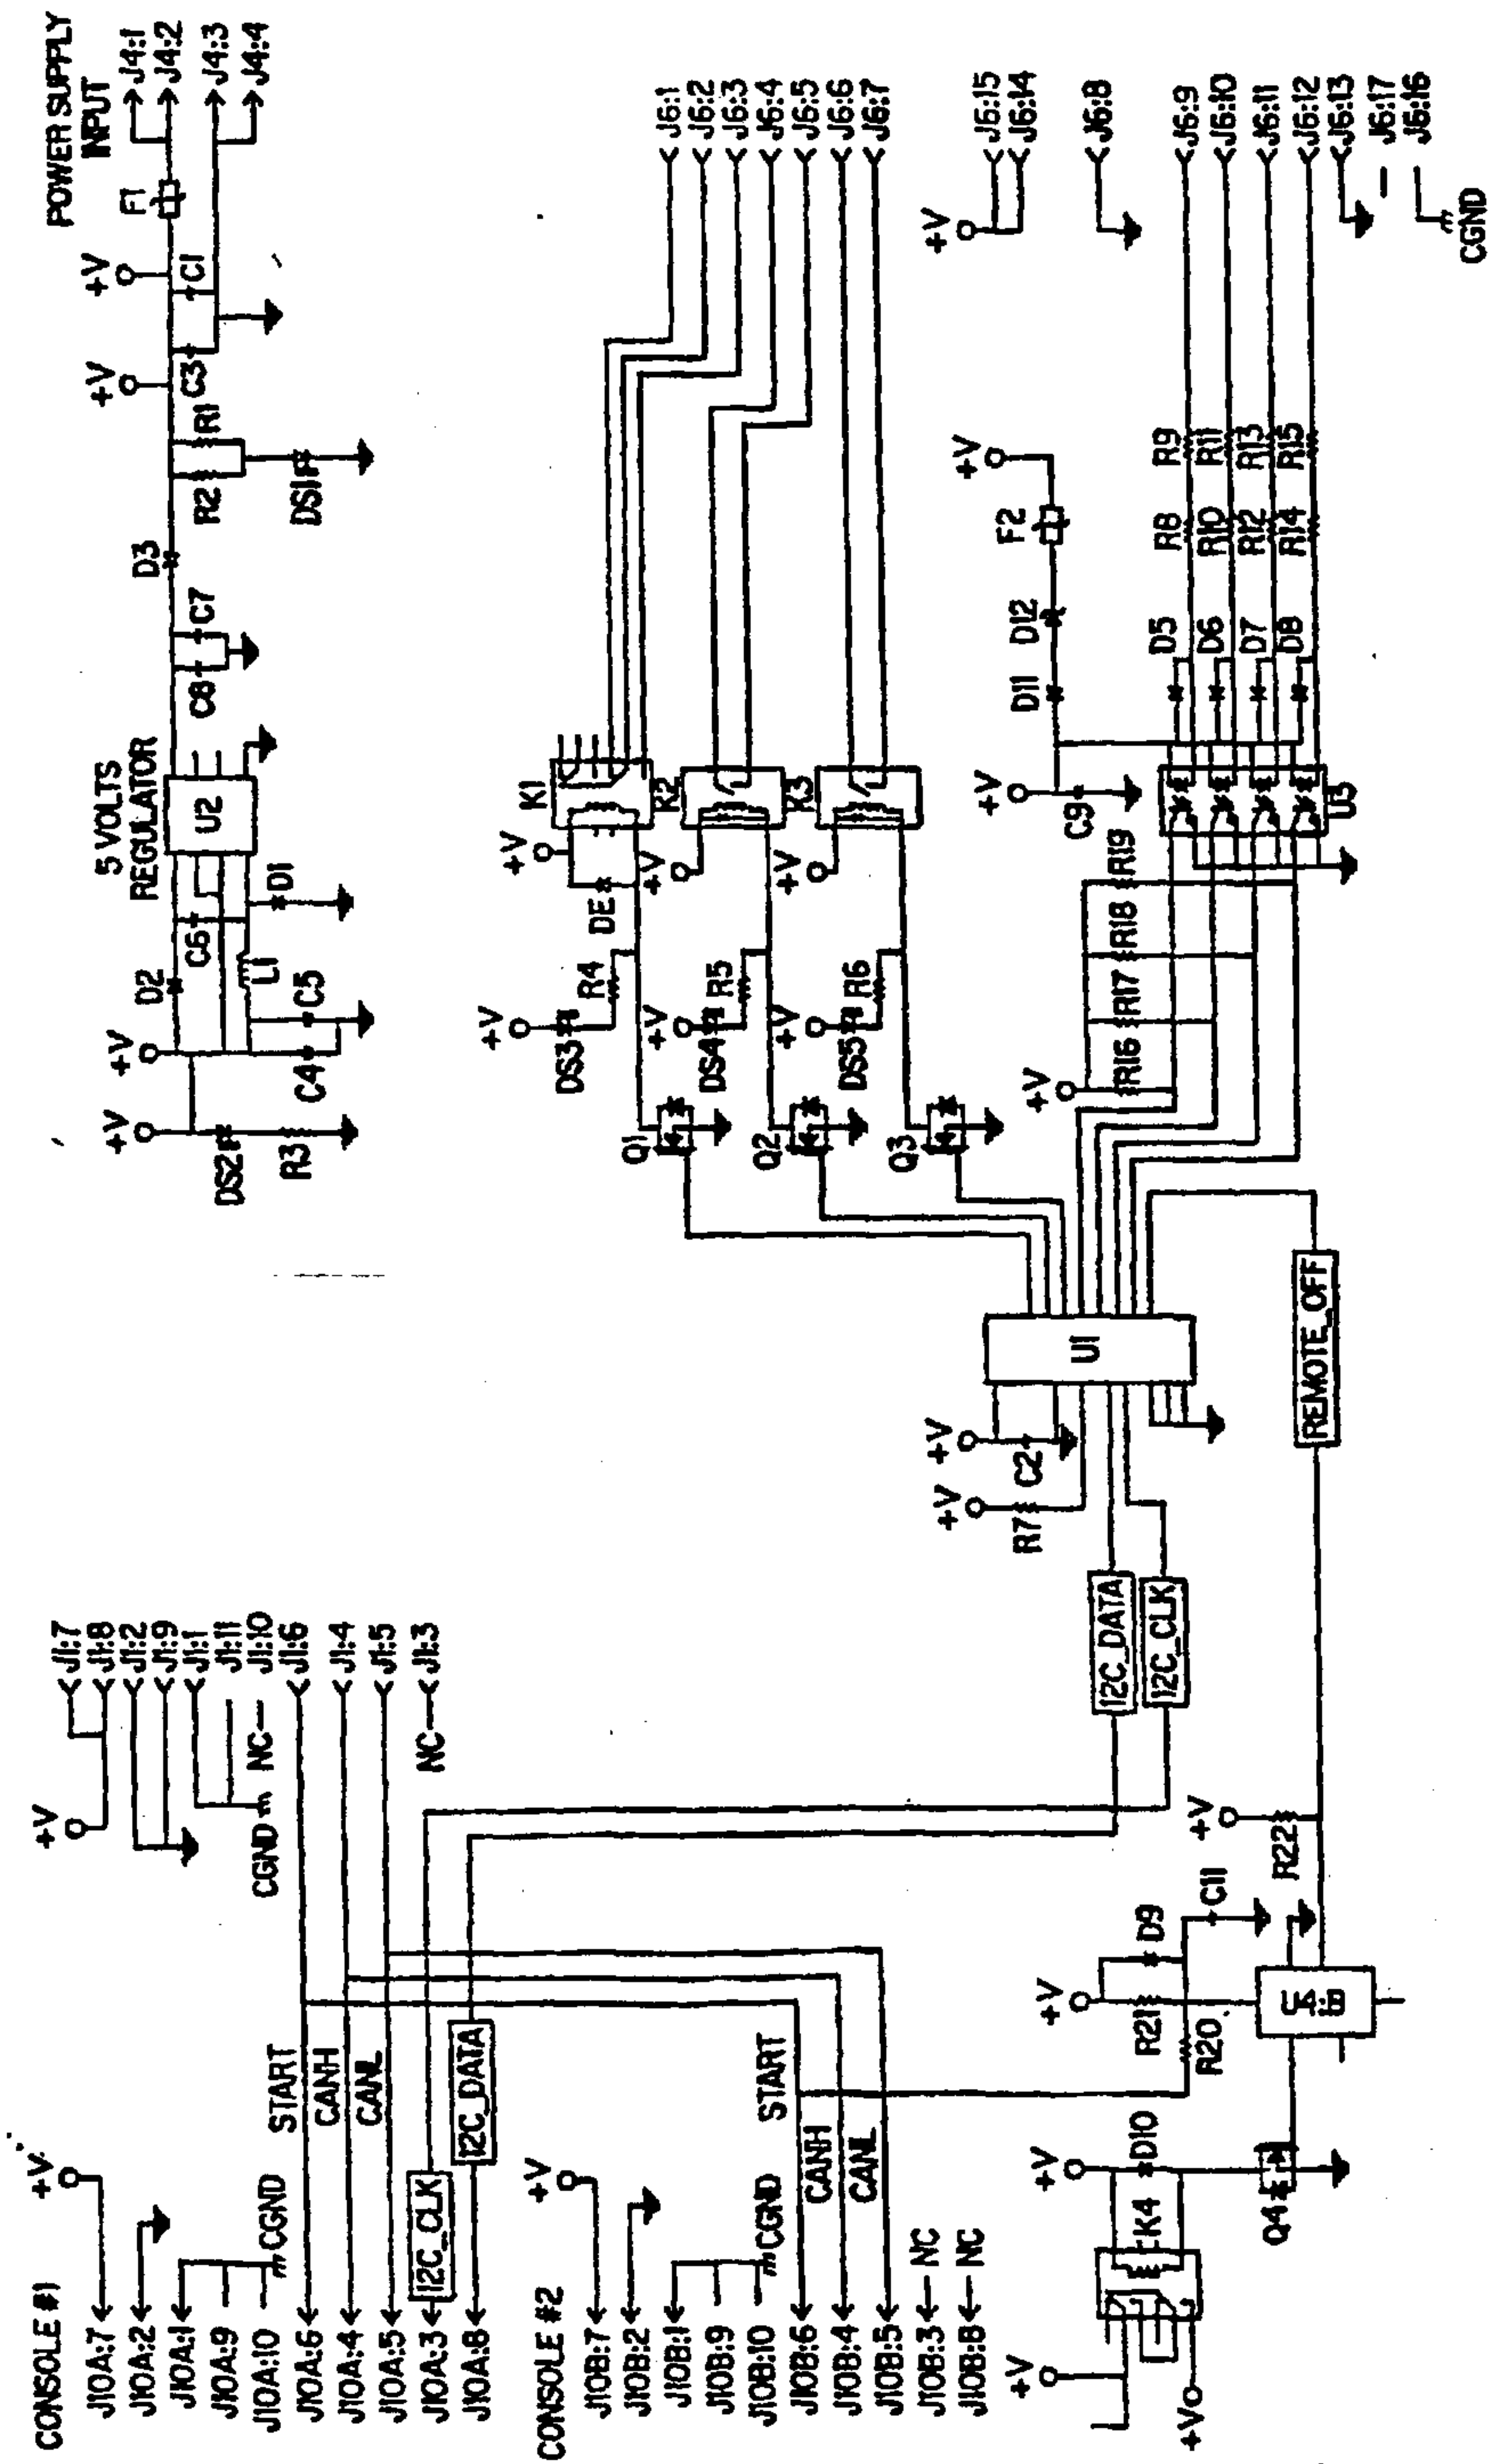 CONSOLE #1
+V
J10A:7
J10A:2
J10A:1
J10A:9
J10A:10
CGND
J10A:6
START
J10A:4
CANH
J10A:5
CANL
J10A:3
I2C_CLK
J10A:8
I2C_DATA
+V
J1:7
J1:8
J1:2
J1:9
J1:1
J1:11
CGND
NC
J1:10
J1:6
J1:4
J1:5
NC
J1:3
CONSOLE #2
+V
J10B:7
J10B:2
J10B:1
J10B:9
J10B:10
CGND
J10B:6
START
J10B:4
CANH
J10B:5
CANL
J10B:3
NC
J10B:8
NC
+V
+V
K4
+V
D10
Q4
+V
R21
D9
R20
C11
+V
R22
REMOTE_OFF
I2C_DATA
I2C_CLK
+V
R7
+V
C2
U1
POWER SUPPLY
INPUT
J4:1
J4:2
J4:3
J4:4
F1
+V
C1
+V
C3
R1
R2
DS1
D3
C7
C8
5 VOLTS
REGULATOR
U2
D1
C6
L1
D2
C5
+V
C4
+V
DS2
R3
+V
DS3
R4
DE
+V
K1
Q1
+V
DS4
R5
+V
K2
Q2
+V
DS5
R6
+V
K3
Q3
J6:1
J6:2
J6:3
J6:4
J6:5
J6:6
J6:7
+V
J6:15
J6:14
J6:8
+V
F2
D12
D11
+V
C9
+V
R16
R17
R18
R19
U3
D5
R8
R9
J6:9
D6
R10
R11
J6:10
D7
R12
R13
J6:11
D8
R14
R15
J6:12
J6:13
J6:17
J6:16
CGND